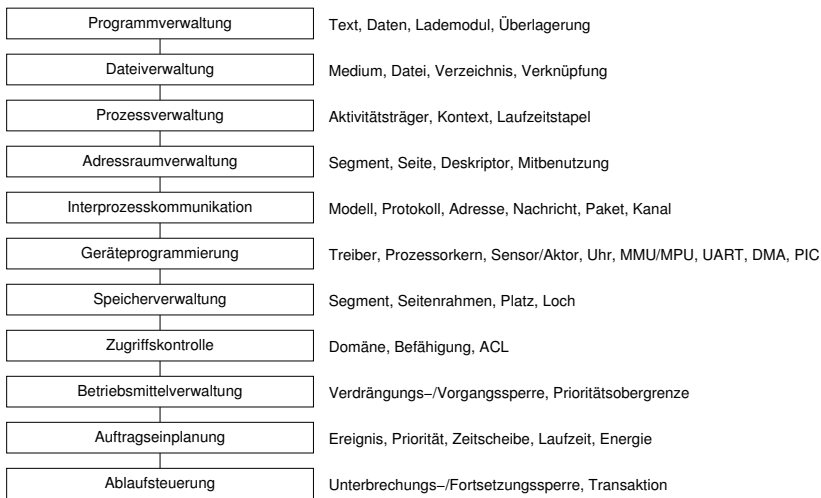 Programmverwaltung Text, Daten, Lademodul, Überlagerung
Dateiverwaltung Medium, Datei, Verzeichnis, Verknüpfung
Prozessverwaltung Aktivitätsträger, Kontext, Laufzeitstapel
Adressraumverwaltung Segment, Seite, Deskriptor, Mitbenutzung
Interprozesskommunikation Modell, Protokoll, Adresse, Nachricht, Paket, Kanal
Geräteprogrammierung Treiber, Prozessorkern, Sensor/Aktor, Uhr, MMU/MPU, UART, DMA, PIC
Speicherverwaltung Segment, Seitenrahmen, Platz, Loch
Zugriffskontrolle Domäne, Befähigung, ACL
Betriebsmittelverwaltung Verdrängungs−/Vorgangssperre, Prioritätsobergrenze
Auftragseinplanung Ereignis, Priorität, Zeitscheibe, Laufzeit, Energie
Ablaufsteuerung Unterbrechungs−/Fortsetzungssperre, Transaktion